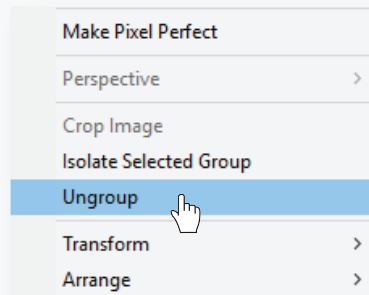 Make Pixel Perfect
Perspective
Crop Image
Isolate Selected Group
Ungroup
Transform
Arrange